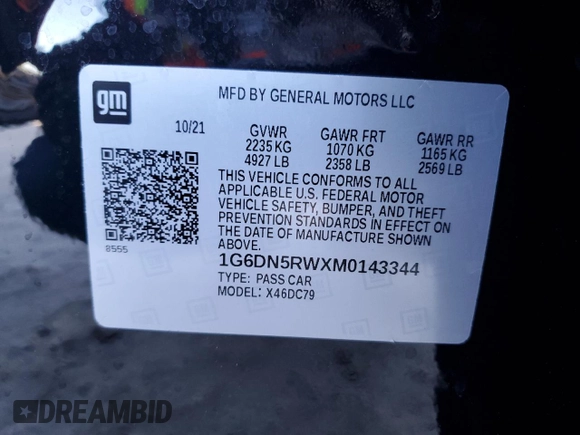 gm
MFD BY GENERAL MOTORS LLC
10/21 GVWR GAWR FRT GAWR RR
2235 KG 1070 KG 1165 KG
4927 LB 2358 LB 2569 LB
THIS VEHICLE CONFORMS TO ALL
APPLICABLE U.S. FEDERAL MOTOR
VEHICLE SAFETY, BUMPER, AND THEFT
PREVENTION STANDARDS IN EFFECT ON
THE DATE OF MANUFACTURE SHOWN
ABOVE.
8555
1G6DN5RWXM0143344
TYPE: PASS CAR
MODEL: X46DC79
DREAMBID